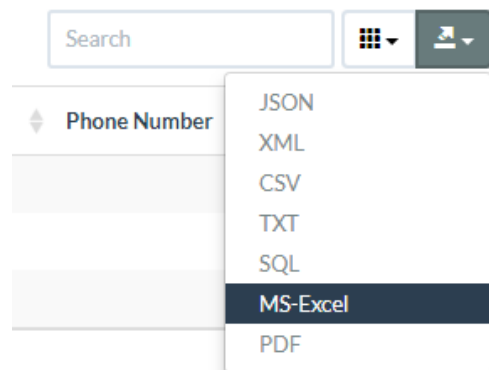 Search
Phone Number
JSON
XML
CSV
TXT
SQL
MS-Excel
PDF